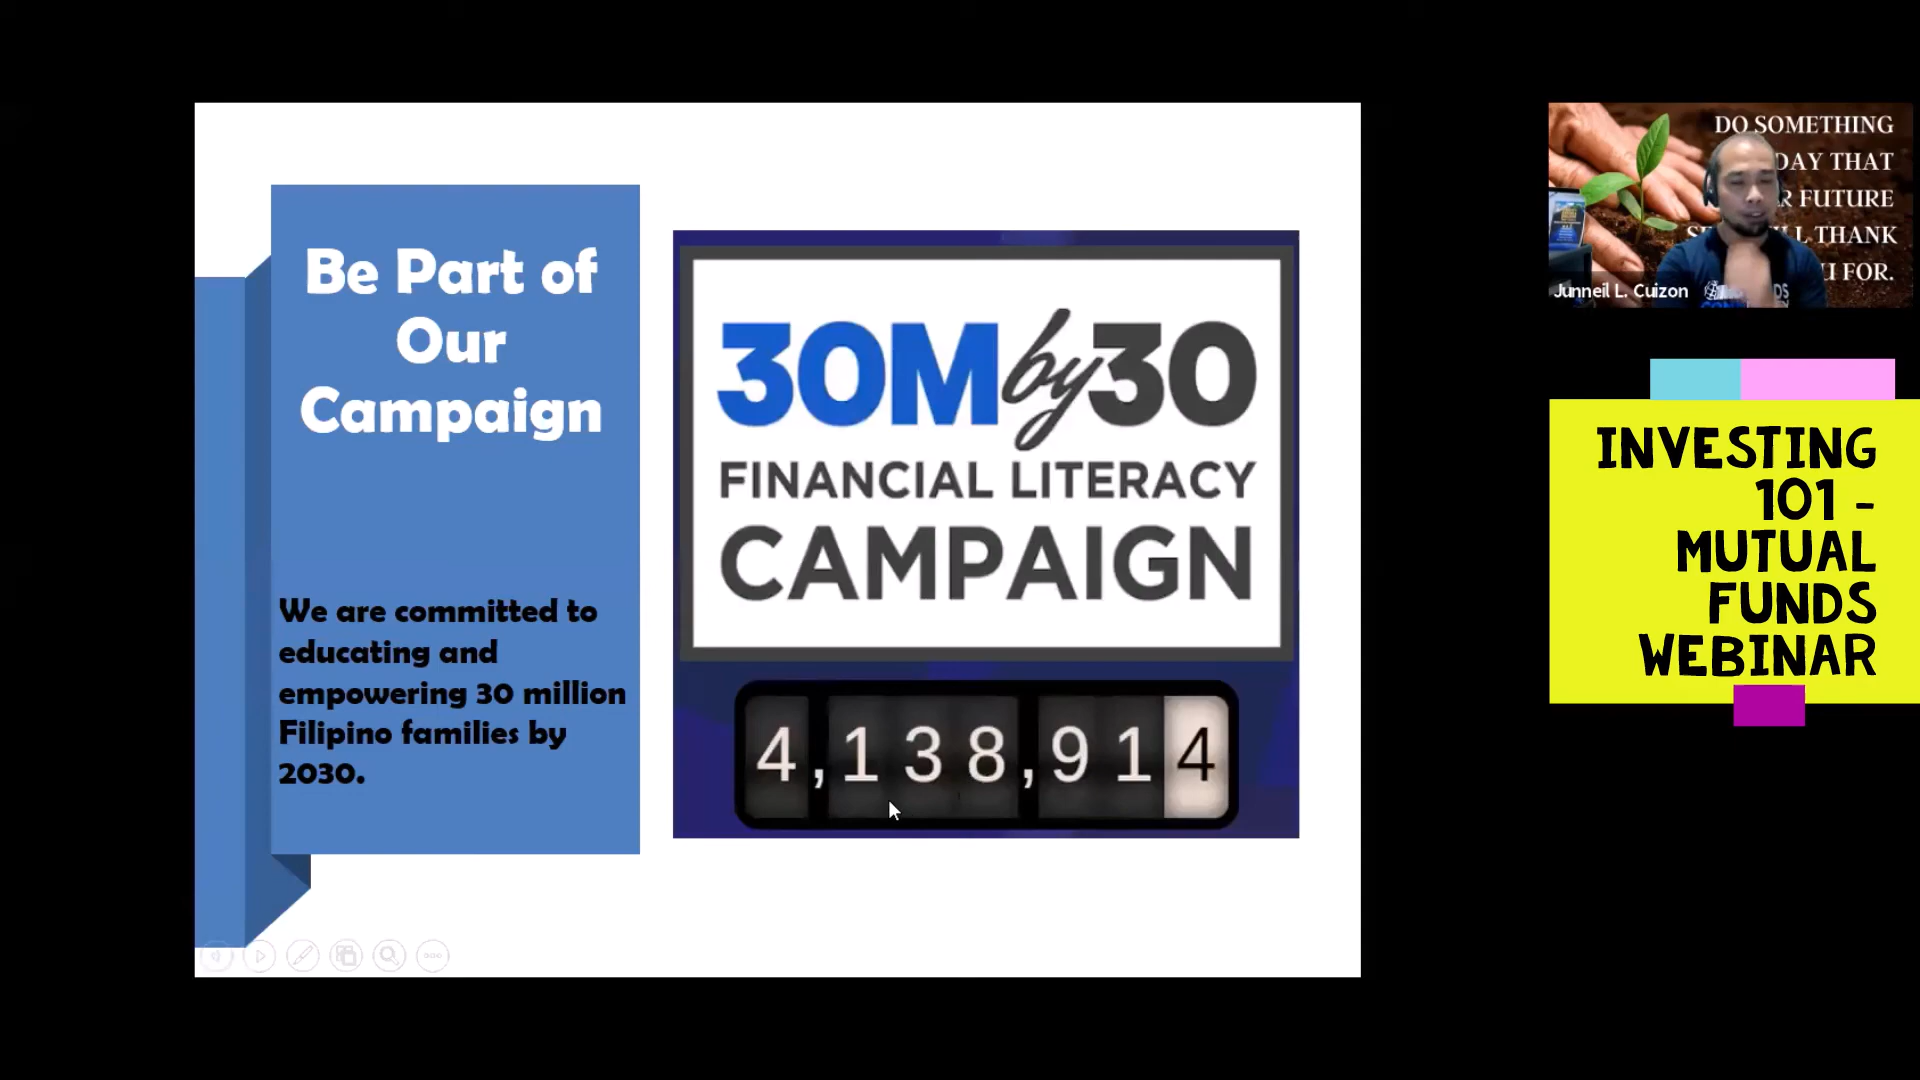 Be Part of
Our
Campaign
We are committed to
educating and
empowering 30 million
Filipino families by
2030.
30M by 30
FINANCIAL LITERACY
CAMPAIGN
4,138,914
DO SOMETHING
DAY THAT
R FUTURE
THANK
FOR.
Junneil L. Cuizon
INVESTING
101 -
MUTUAL
FUNDS
WEBINAR